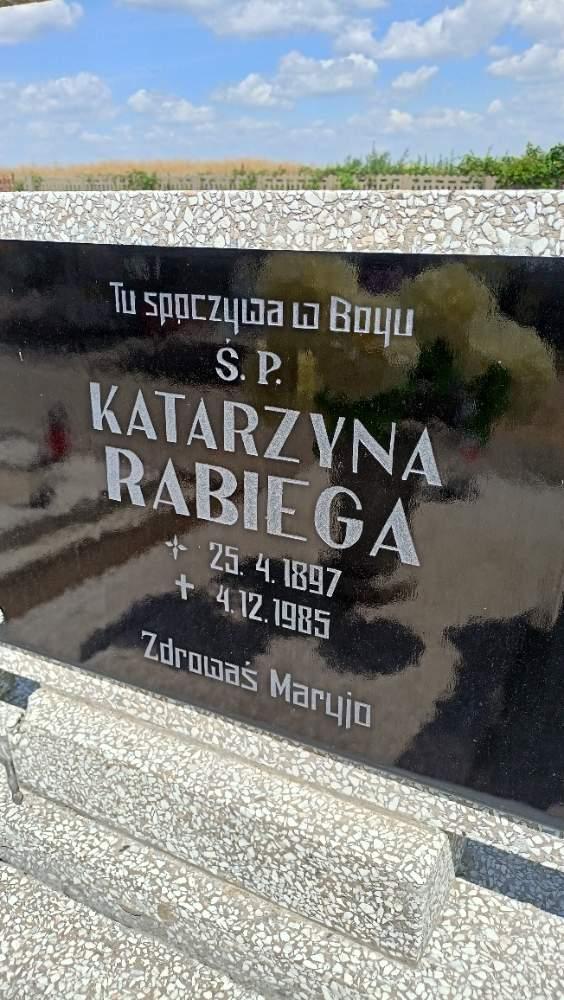 Tu spoczywa w Bogu
Ś. P.
KATARZYNA
RABIEGA
25. 4. 1897
✝ 4. 12. 1985
Zdrowaś Maryjo